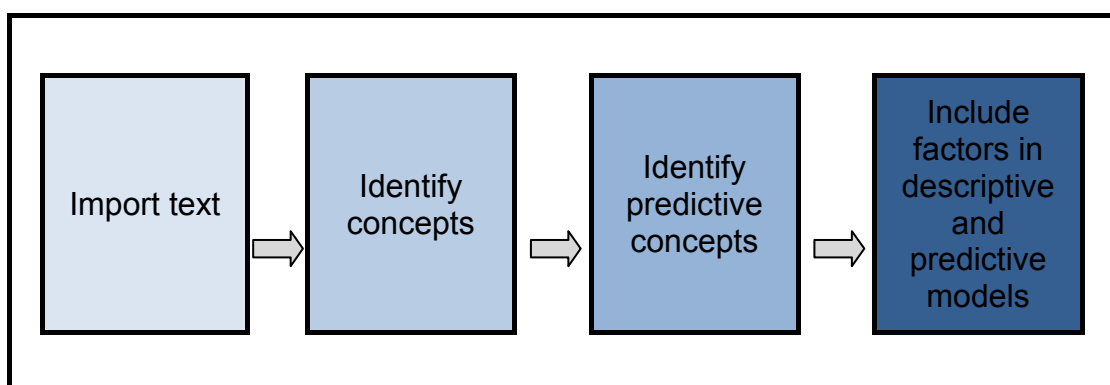 Import text
Identify
concepts
Identify
predictive
concepts
Include
factors in
descriptive
and
predictive
models